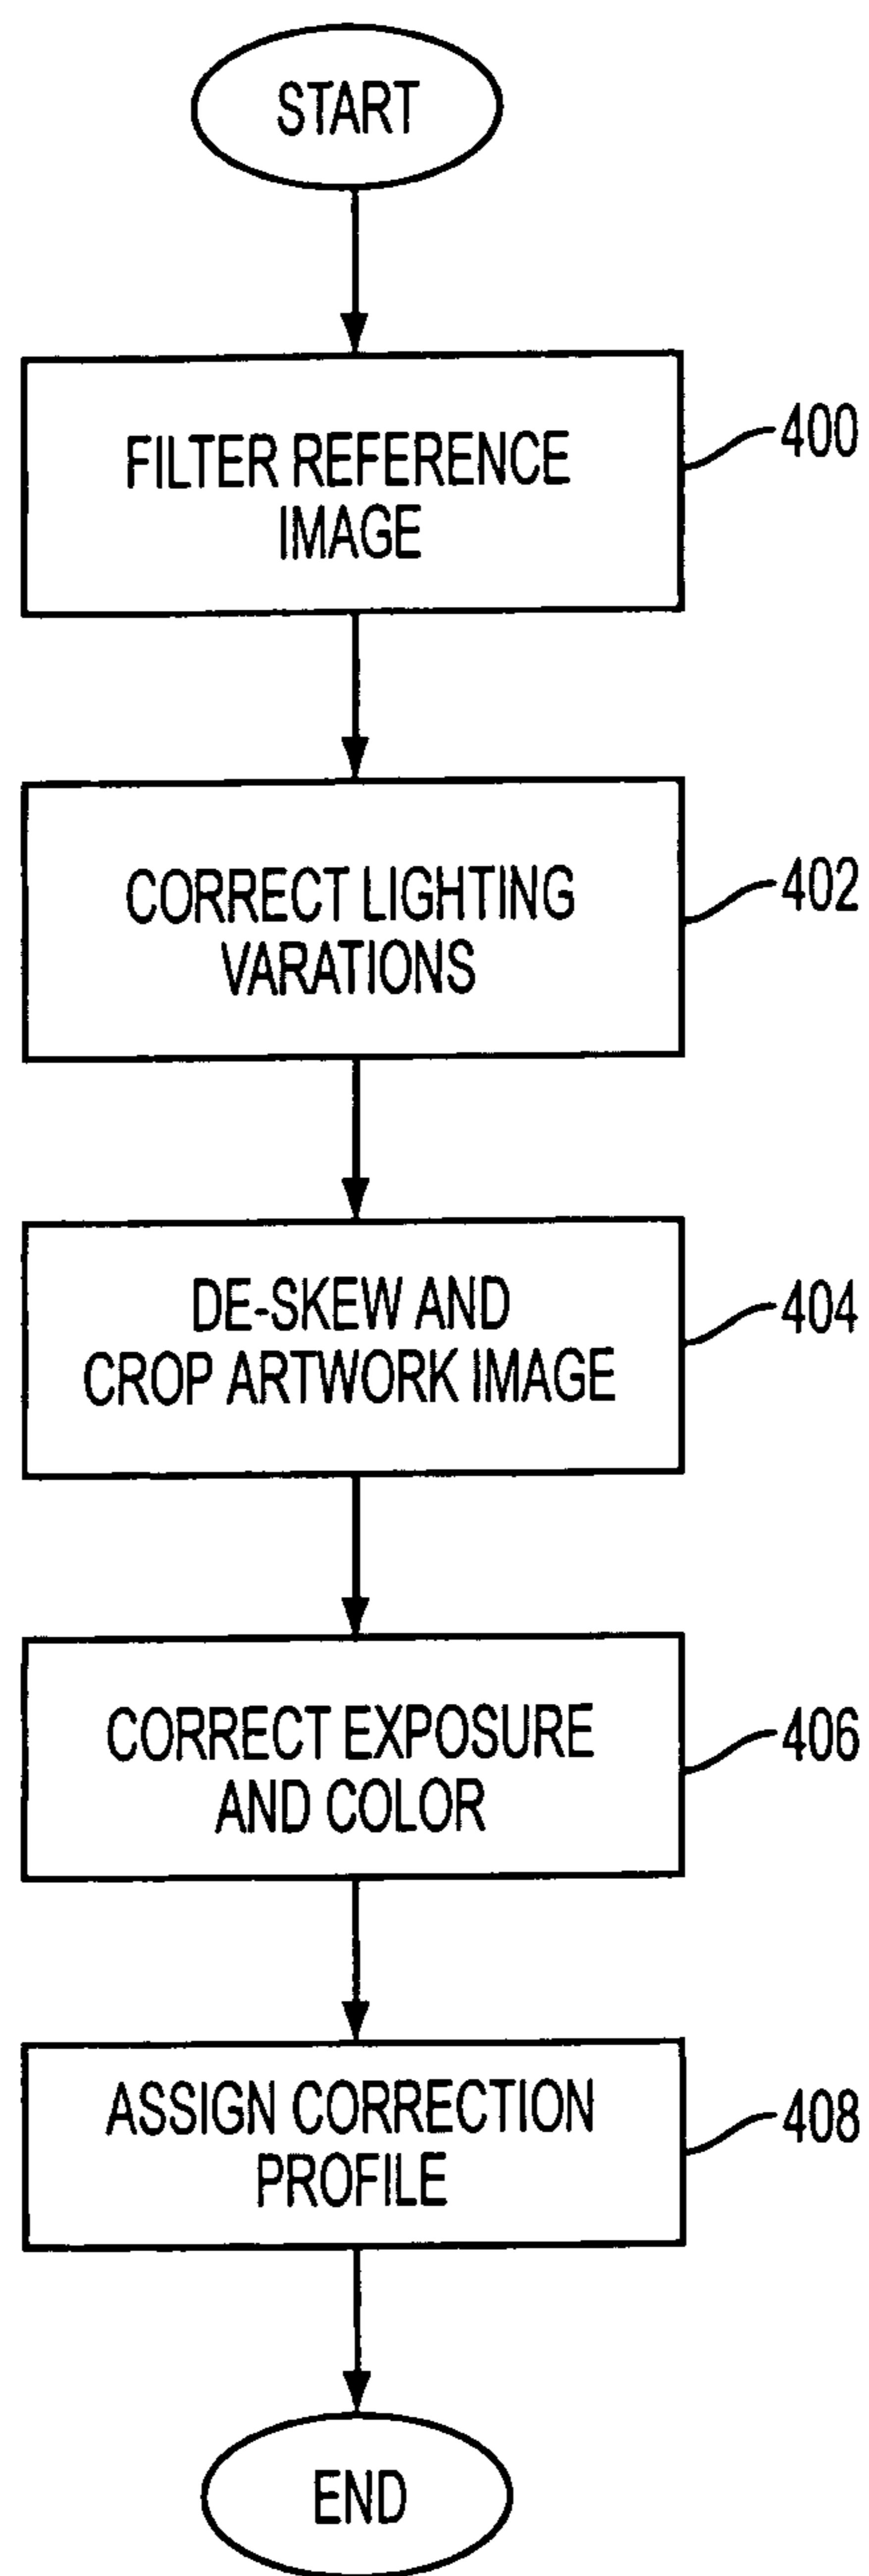 START
FILTER REFERENCE
IMAGE
400
CORRECT LIGHTING
VARATIONS
402
DE-SKEW AND
CROP ARTWORK IMAGE
404
CORRECT EXPOSURE
AND COLOR
406
ASSIGN CORRECTION
PROFILE
408
END